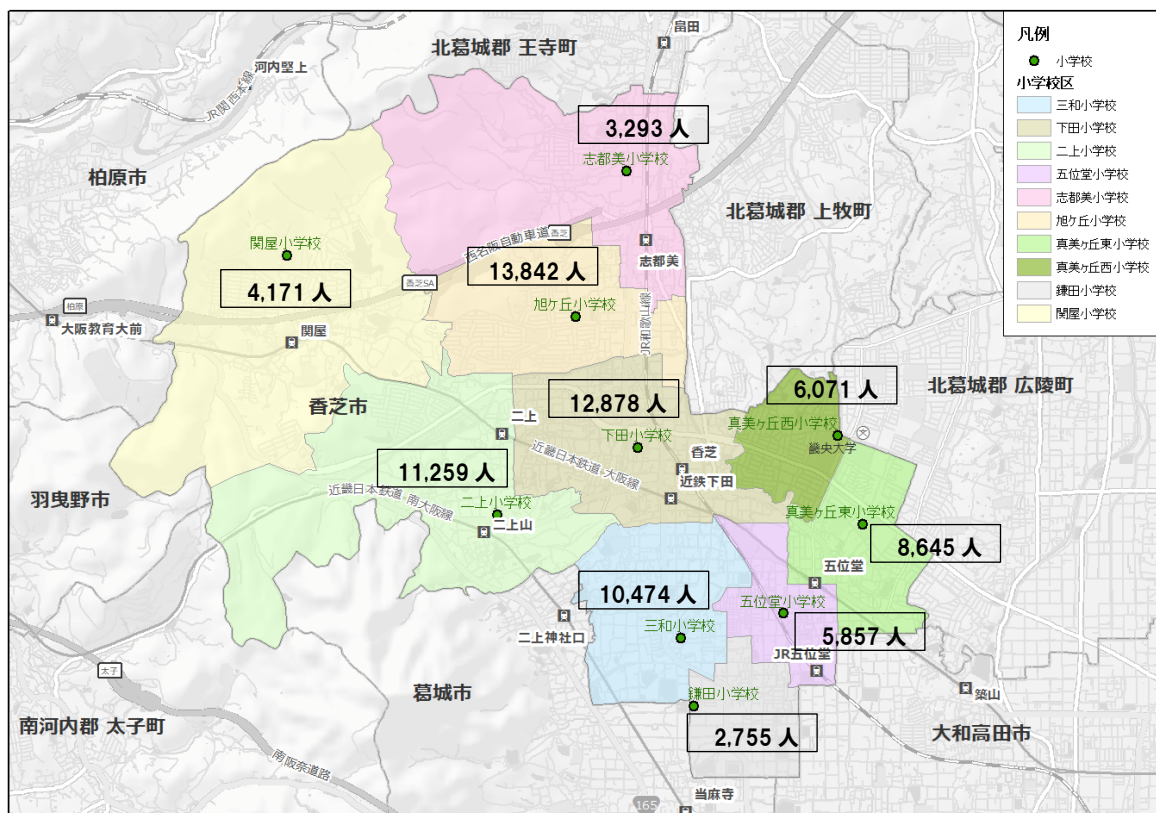 北葛城郡 王寺町
畠田
河内堅上
JR関西本線
3,293 人
志都美小学校
柏原市
北葛城郡 上牧町
関屋小学校
西名阪自動車道
香芝
志都美
13,842 人
4,171 人
香芝SA
旭ケ丘小学校
柏原
大阪教育大前
関屋
JR和歌山線
6,071 人
北葛城郡 広陵町
香芝市
12,878 人
二上
下田小学校
真美ヶ丘西小学校
文
畿央大学
香芝
近鉄下田
11,259 人
近畿日本鉄道 大阪線
近畿日本鉄道 南大阪線
羽曳野市
二上小学校
二上山
真美ヶ丘東小学校
8,645 人
五位堂
10,474 人
五位堂小学校
二上神社口
三和小学校
5,857 人
JR五位堂
太子
葛城市
鎌田小学校
築山
南河内郡 太子町
2,755 人
大和高田市
南阪奈道路
当麻寺
165
凡例
小学校
小学校区
三和小学校
下田小学校
二上小学校
五位堂小学校
志都美小学校
旭ケ丘小学校
真美ヶ丘東小学校
真美ヶ丘西小学校
鎌田小学校
関屋小学校